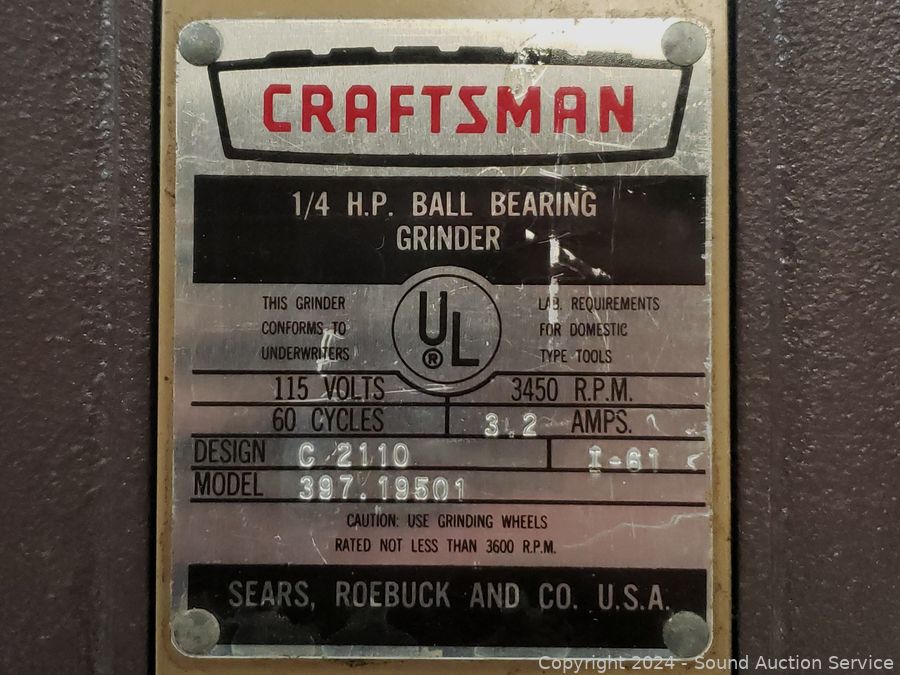 CRAFTSMAN
1/4 H.P. BALL BEARING
GRINDER
THIS GRINDER
CONFORMS TO
UNDERWRITERS
UL
®
LAB. REQUIREMENTS
FOR DOMESTIC
TYPE TOOLS
115 VOLTS
3450 R.P.M.
60 CYCLES
3.2 AMPS.
DESIGN C 2110
I-61
MODEL 397.19501
CAUTION: USE GRINDING WHEELS
RATED NOT LESS THAN 3600 R.P.M.
SEARS, ROEBUCK AND CO. U.S.A.
Copyright © 2024 - Sound Auction Service